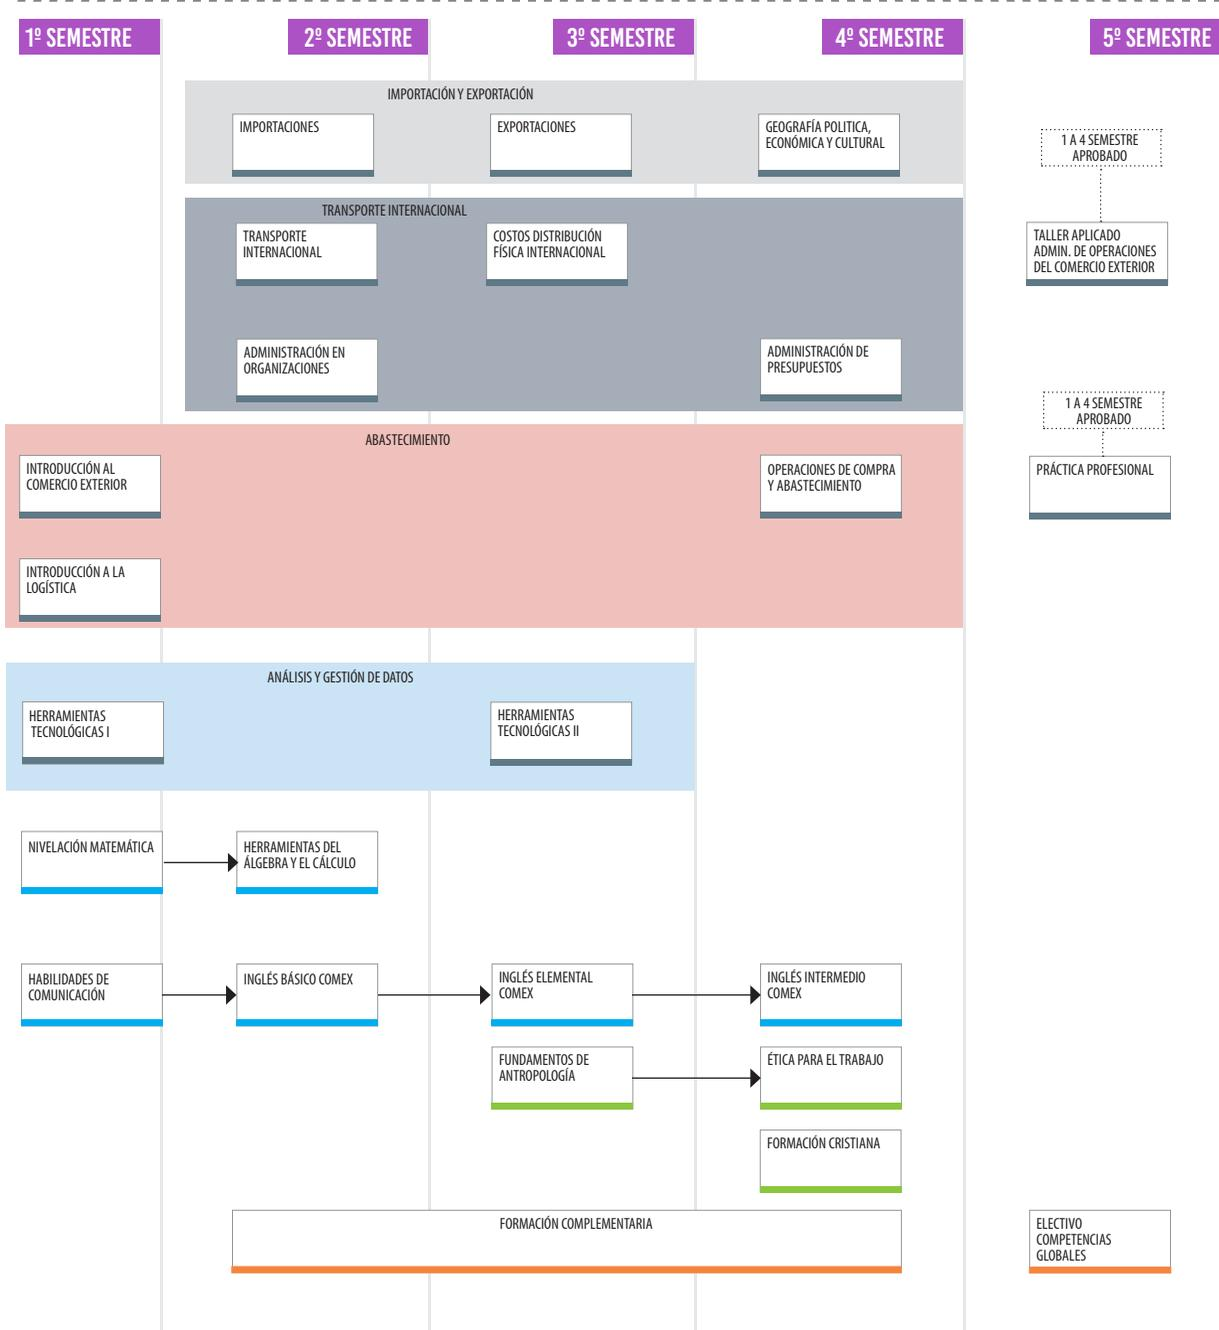 1º SEMESTRE
2º SEMESTRE
3º SEMESTRE
4º SEMESTRE
5º SEMESTRE
IMPORTACIÓN Y EXPORTACIÓN
IMPORTACIONES
EXPORTACIONES
GEOGRAFÍA POLITICA,
ECONÓMICA Y CULTURAL
1 A 4 SEMESTRE
APROBADO
TRANSPORTE INTERNACIONAL
TRANSPORTE
INTERNACIONAL
COSTOS DISTRIBUCIÓN
FÍSICA INTERNACIONAL
TALLER APLICADO
ADMIN. DE OPERACIONES
DEL COMERCIO EXTERIOR
ADMINISTRACIÓN EN
ORGANIZACIONES
ADMINISTRACIÓN DE
PRESUPUESTOS
1 A 4 SEMESTRE
APROBADO
ABASTECIMIENTO
INTRODUCCIÓN AL
COMERCIO EXTERIOR
OPERACIONES DE COMPRA
Y ABASTECIMIENTO
PRÁCTICA PROFESIONAL
INTRODUCCIÓN A LA
LOGÍSTICA
ANÁLISIS Y GESTIÓN DE DATOS
HERRAMIENTAS
TECNOLÓGICAS I
HERRAMIENTAS
TECNOLÓGICAS II
NIVELACIÓN MATEMÁTICA
HERRAMIENTAS DEL
ÁLGEBRA Y EL CÁLCULO
HABILIDADES DE
COMUNICACIÓN
INGLÉS BÁSICO COMEX
INGLÉS ELEMENTAL
COMEX
INGLÉS INTERMEDIO
COMEX
FUNDAMENTOS DE
ANTROPOLOGÍA
ÉTICA PARA EL TRABAJO
FORMACIÓN CRISTIANA
FORMACIÓN COMPLEMENTARIA
ELECTIVO
COMPETENCIAS
GLOBALES